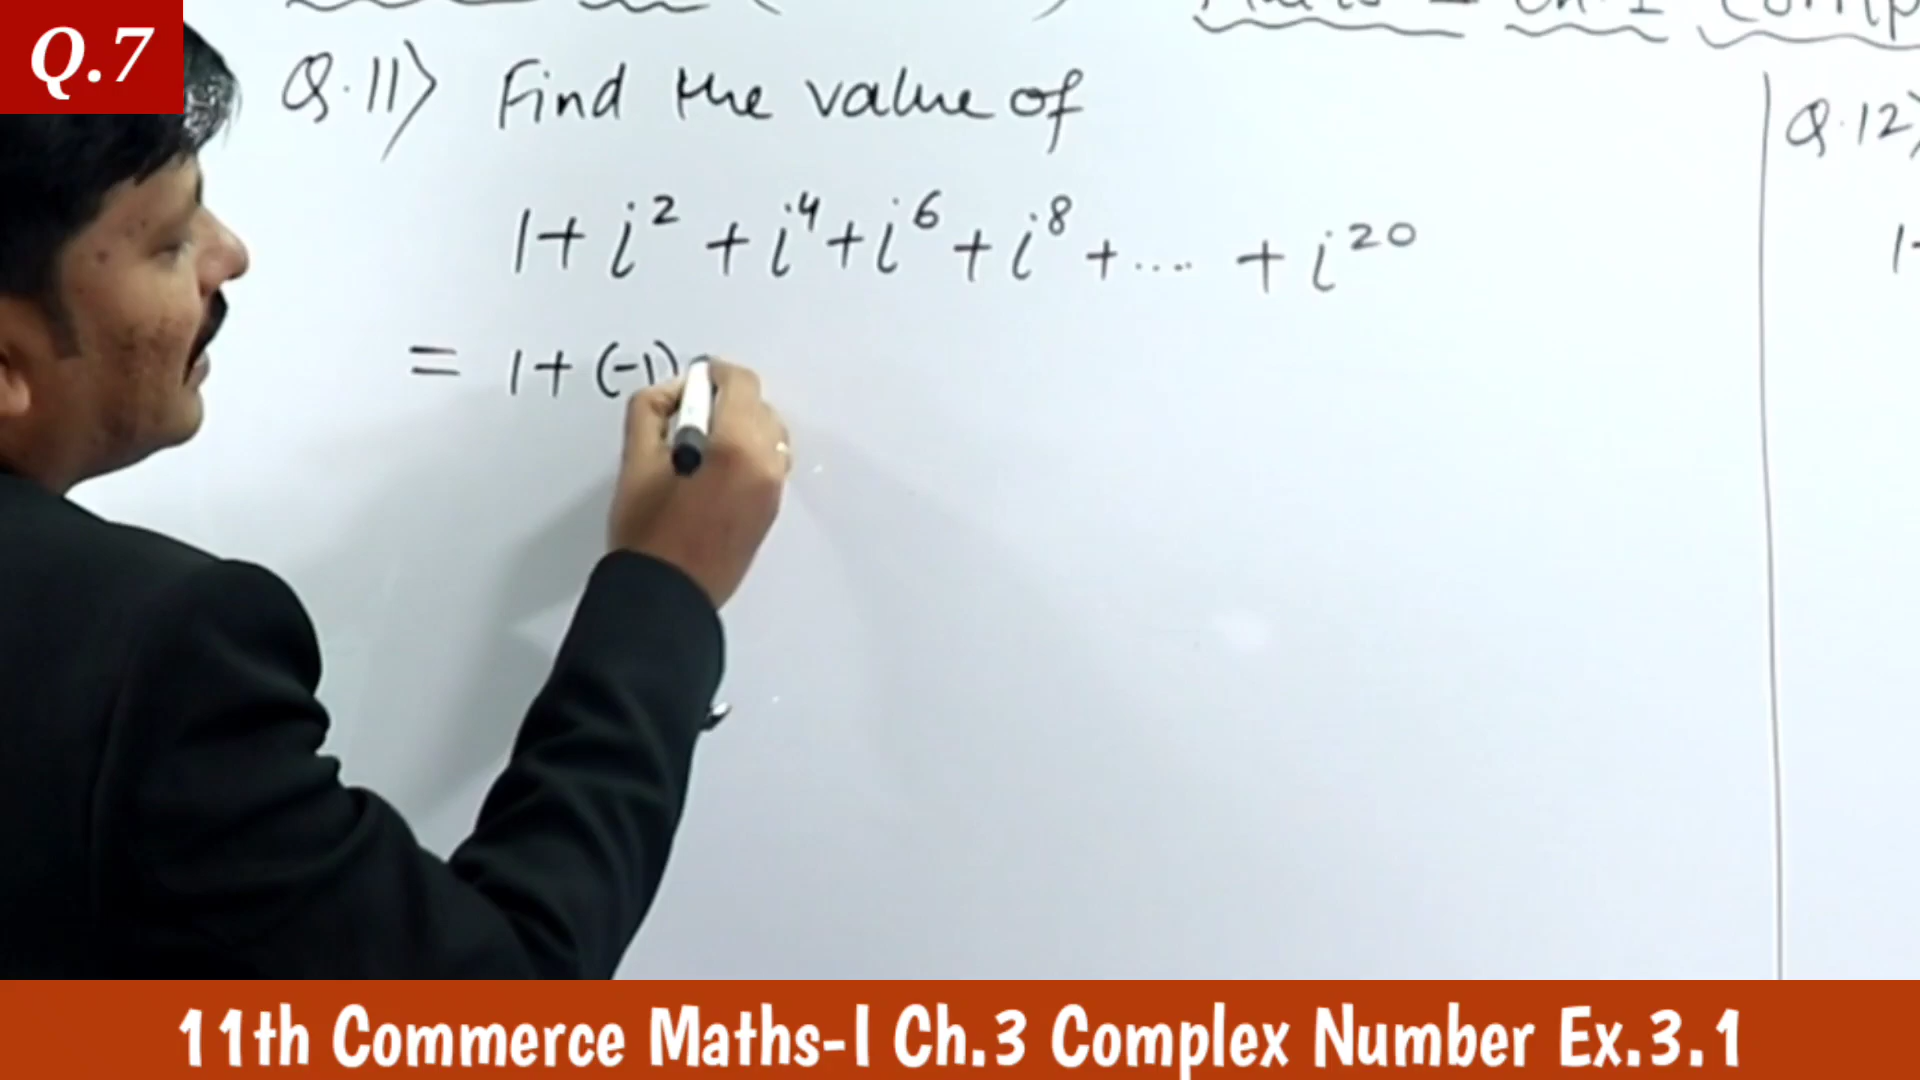 Q.7
Q.11) Find the value of
1+ i² + i⁴ + i⁶ + i⁸ + .... + i²⁰
= 1+ (-1)
Q.12)
11th Commerce Maths-I Ch.3 Complex Number Ex.3.1